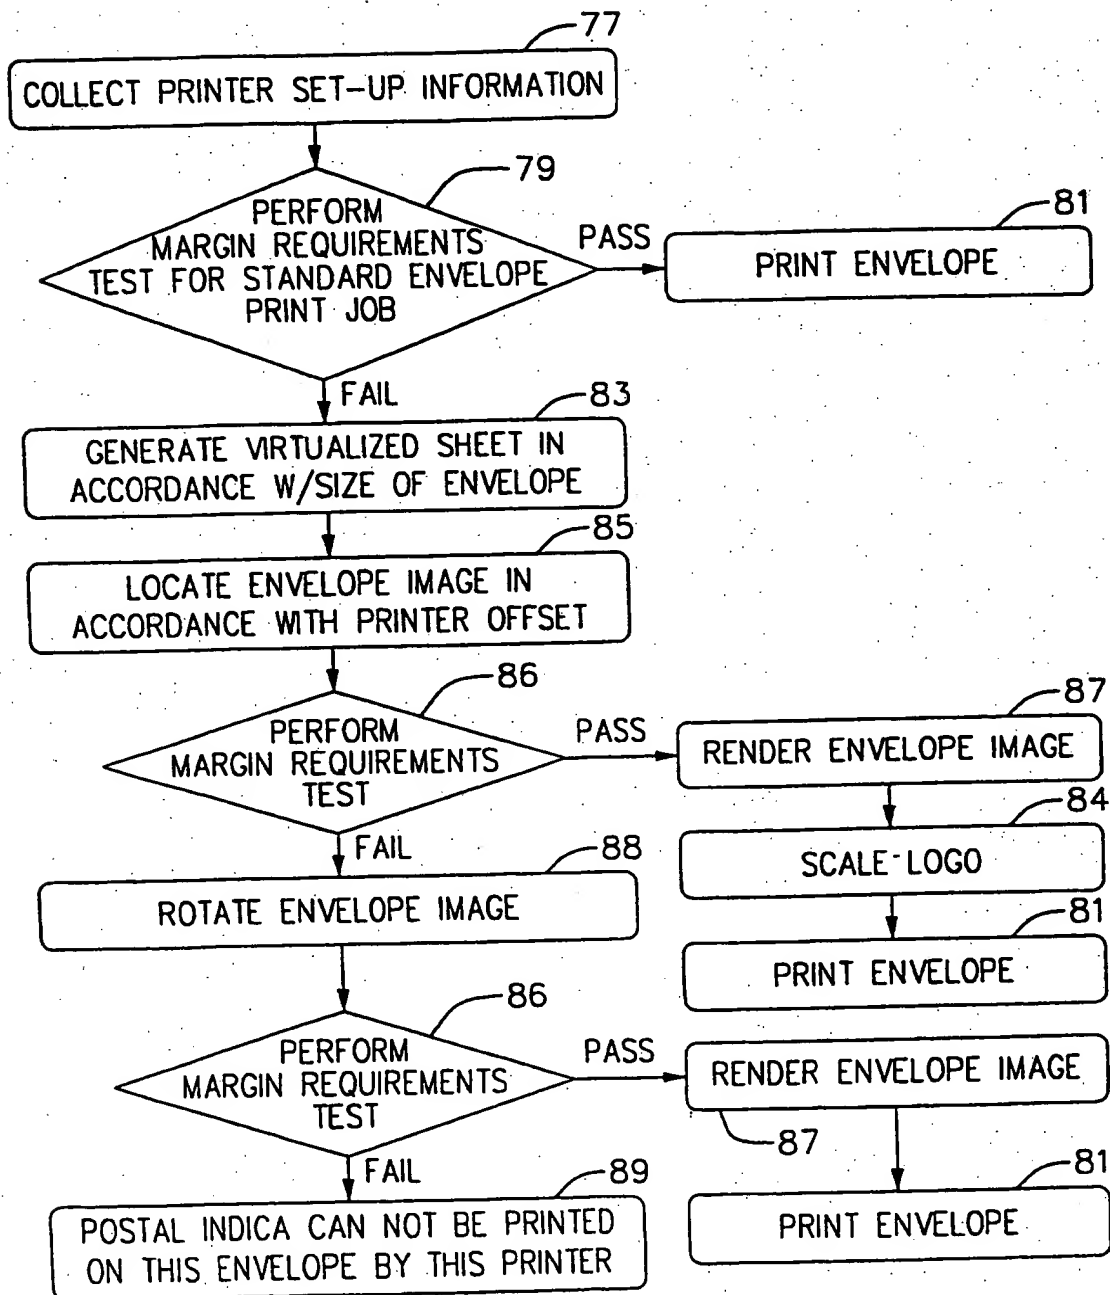 77
COLLECT PRINTER SET-UP INFORMATION
79
PERFORM
MARGIN REQUIREMENTS
TEST FOR STANDARD ENVELOPE
PRINT JOB
PASS
81
PRINT ENVELOPE
FAIL
83
GENERATE VIRTUALIZED SHEET IN
ACCORDANCE W/SIZE OF ENVELOPE
85
LOCATE ENVELOPE IMAGE IN
ACCORDANCE WITH PRINTER OFFSET
86
PERFORM
MARGIN REQUIREMENTS
TEST
PASS
87
RENDER ENVELOPE IMAGE
84
SCALE-LOGO
81
PRINT ENVELOPE
FAIL
88
ROTATE ENVELOPE IMAGE
86
PERFORM
MARGIN REQUIREMENTS
TEST
PASS
RENDER ENVELOPE IMAGE
87
81
PRINT ENVELOPE
FAIL
89
POSTAL INDICA CAN NOT BE PRINTED
ON THIS ENVELOPE BY THIS PRINTER